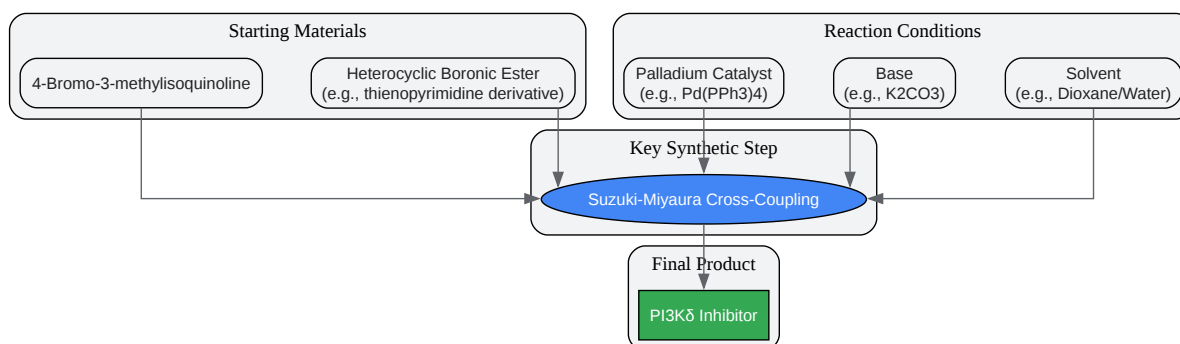 Starting Materials
4-Bromo-3-methylisoquinoline
Heterocyclic Boronic Ester
(e.g., thienopyrimidine derivative)
Reaction Conditions
Palladium Catalyst
(e.g., Pd(PPh3)4)
Base
(e.g., K2CO3)
Solvent
(e.g., Dioxane/Water)
Key Synthetic Step
Suzuki-Miyaura Cross-Coupling
Final Product
PI3Kδ Inhibitor